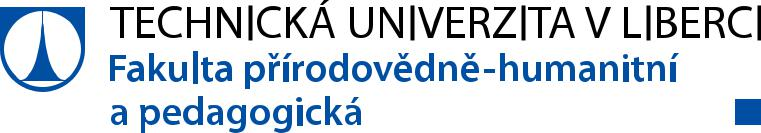 TECHNICKÁ UNIVERZITA V LIBERCI
Fakulta přírodovědně-humanitní
a pedagogická